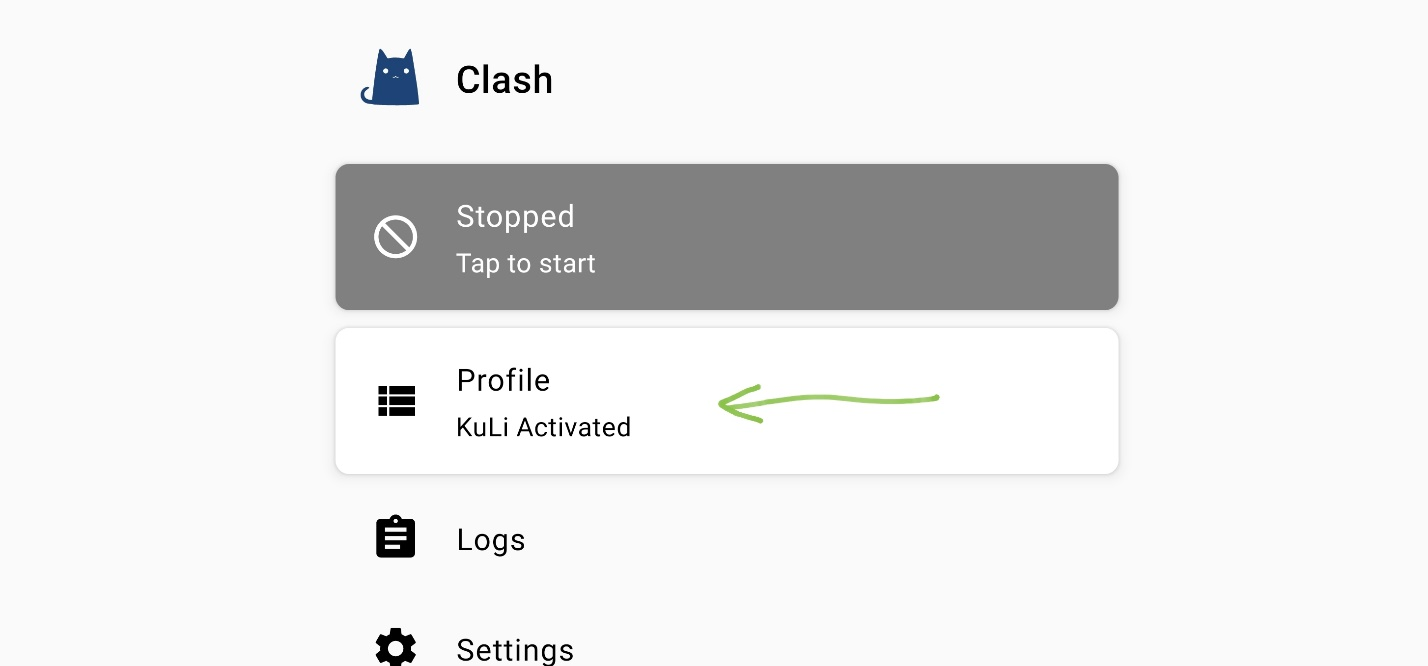 Clash
Stopped
Tap to start
Profile
KuLi Activated
Logs
Settings